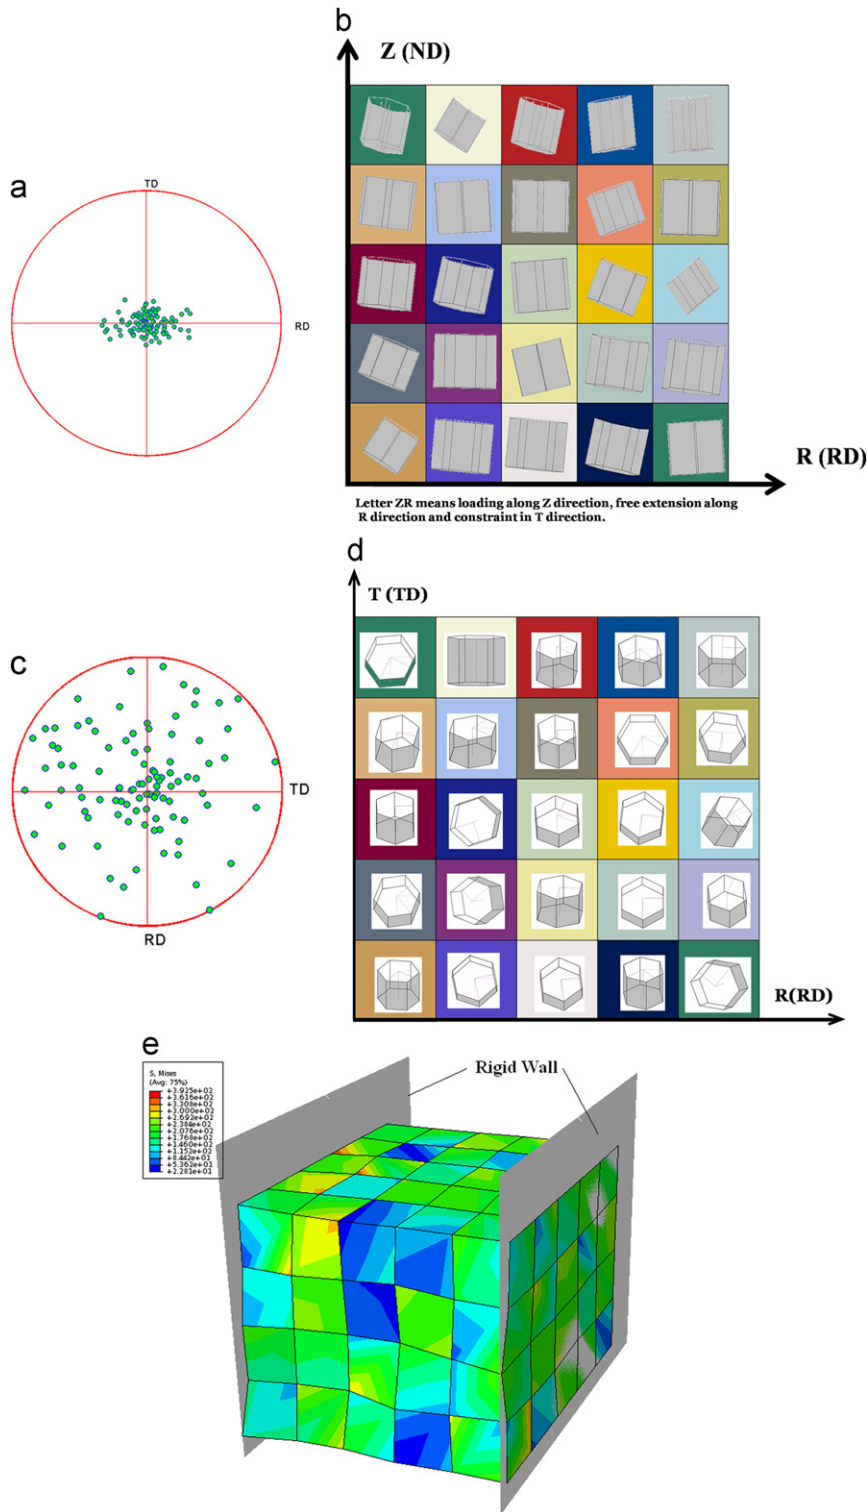 b
Z (ND)
a
TD
RD
R (RD)
Letter ZR means loading along Z direction, free extension along
R direction and constraint in T direction.
d
T (TD)
c
TD
RD
R(RD)
e
S, Mises
(Avg: 75%)
+3.925e+02
+3.616e+02
+3.308e+02
+3.000e+02
+2.692e+02
+2.384e+02
+2.076e+02
+1.768e+02
+1.460e+02
+1.152e+02
+8.442e+01
+5.362e+01
+2.281e+01
Rigid Wall